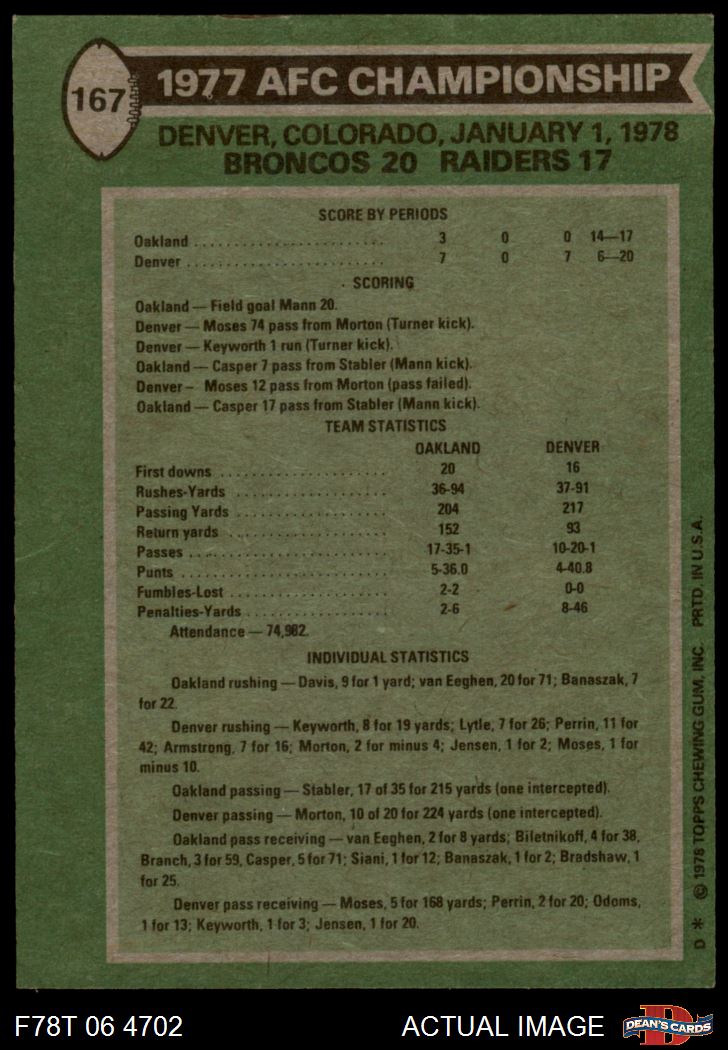 167
1977 AFC CHAMPIONSHIP
DENVER, COLORADO, JANUARY 1, 1978
BRONCOS 20 RAIDERS 17
SCORE BY PERIODS
Oakland ........................ 3 0 0 14—17
Denver ......................... 7 0 7 6—20
SCORING
Oakland — Field goal Mann 20.
Denver — Moses 74 pass from Morton (Turner kick).
Denver — Keyworth 1 run (Turner kick).
Oakland — Casper 7 pass from Stabler (Mann kick).
Denver – Moses 12 pass from Morton (pass failed).
Oakland — Casper 17 pass from Stabler (Mann kick).
TEAM STATISTICS
OAKLAND DENVER
First downs ..................... 20 16
Rushes-Yards ................... 36-94 37-91
Passing Yards ................... 204 217
Return yards .................... 152 93
Passes ......................... 17-35-1 10-20-1
Punts .......................... 5-36.0 4-40.8
Fumbles-Lost .................... 2-2 0-0
Penalties-Yards .................. 2-6 8-46
Attendance — 74,982.
INDIVIDUAL STATISTICS
Oakland rushing — Davis, 9 for 1 yard; van Eeghen, 20 for 71; Banaszak, 7
for 22.
Denver rushing — Keyworth, 8 for 19 yards; Lytle, 7 for 26; Perrin, 11 for
42; Armstrong, 7 for 16; Morton, 2 for minus 4; Jensen, 1 for 2; Moses, 1 for
minus 10.
Oakland passing — Stabler, 17 of 35 for 215 yards (one intercepted).
Denver passing — Morton, 10 of 20 for 224 yards (one intercepted).
Oakland pass receiving — van Eeghen, 2 for 8 yards; Biletnikoff, 4 for 38,
Branch, 3 for 59, Casper, 5 for 71; Siani, 1 for 12; Banaszak, 1 for 2; Bradshaw, 1
for 25.
Denver pass receiving — Moses, 5 for 168 yards; Perrin, 2 for 20; Odoms,
1 for 13; Keyworth, 1 for 3; Jensen, 1 for 20.
D * © 1978 TOPPS CHEWING GUM, INC. PRTD. IN U.S.A.
F78T 06 4702 ACTUAL IMAGE
D
DEAN'S CARDS